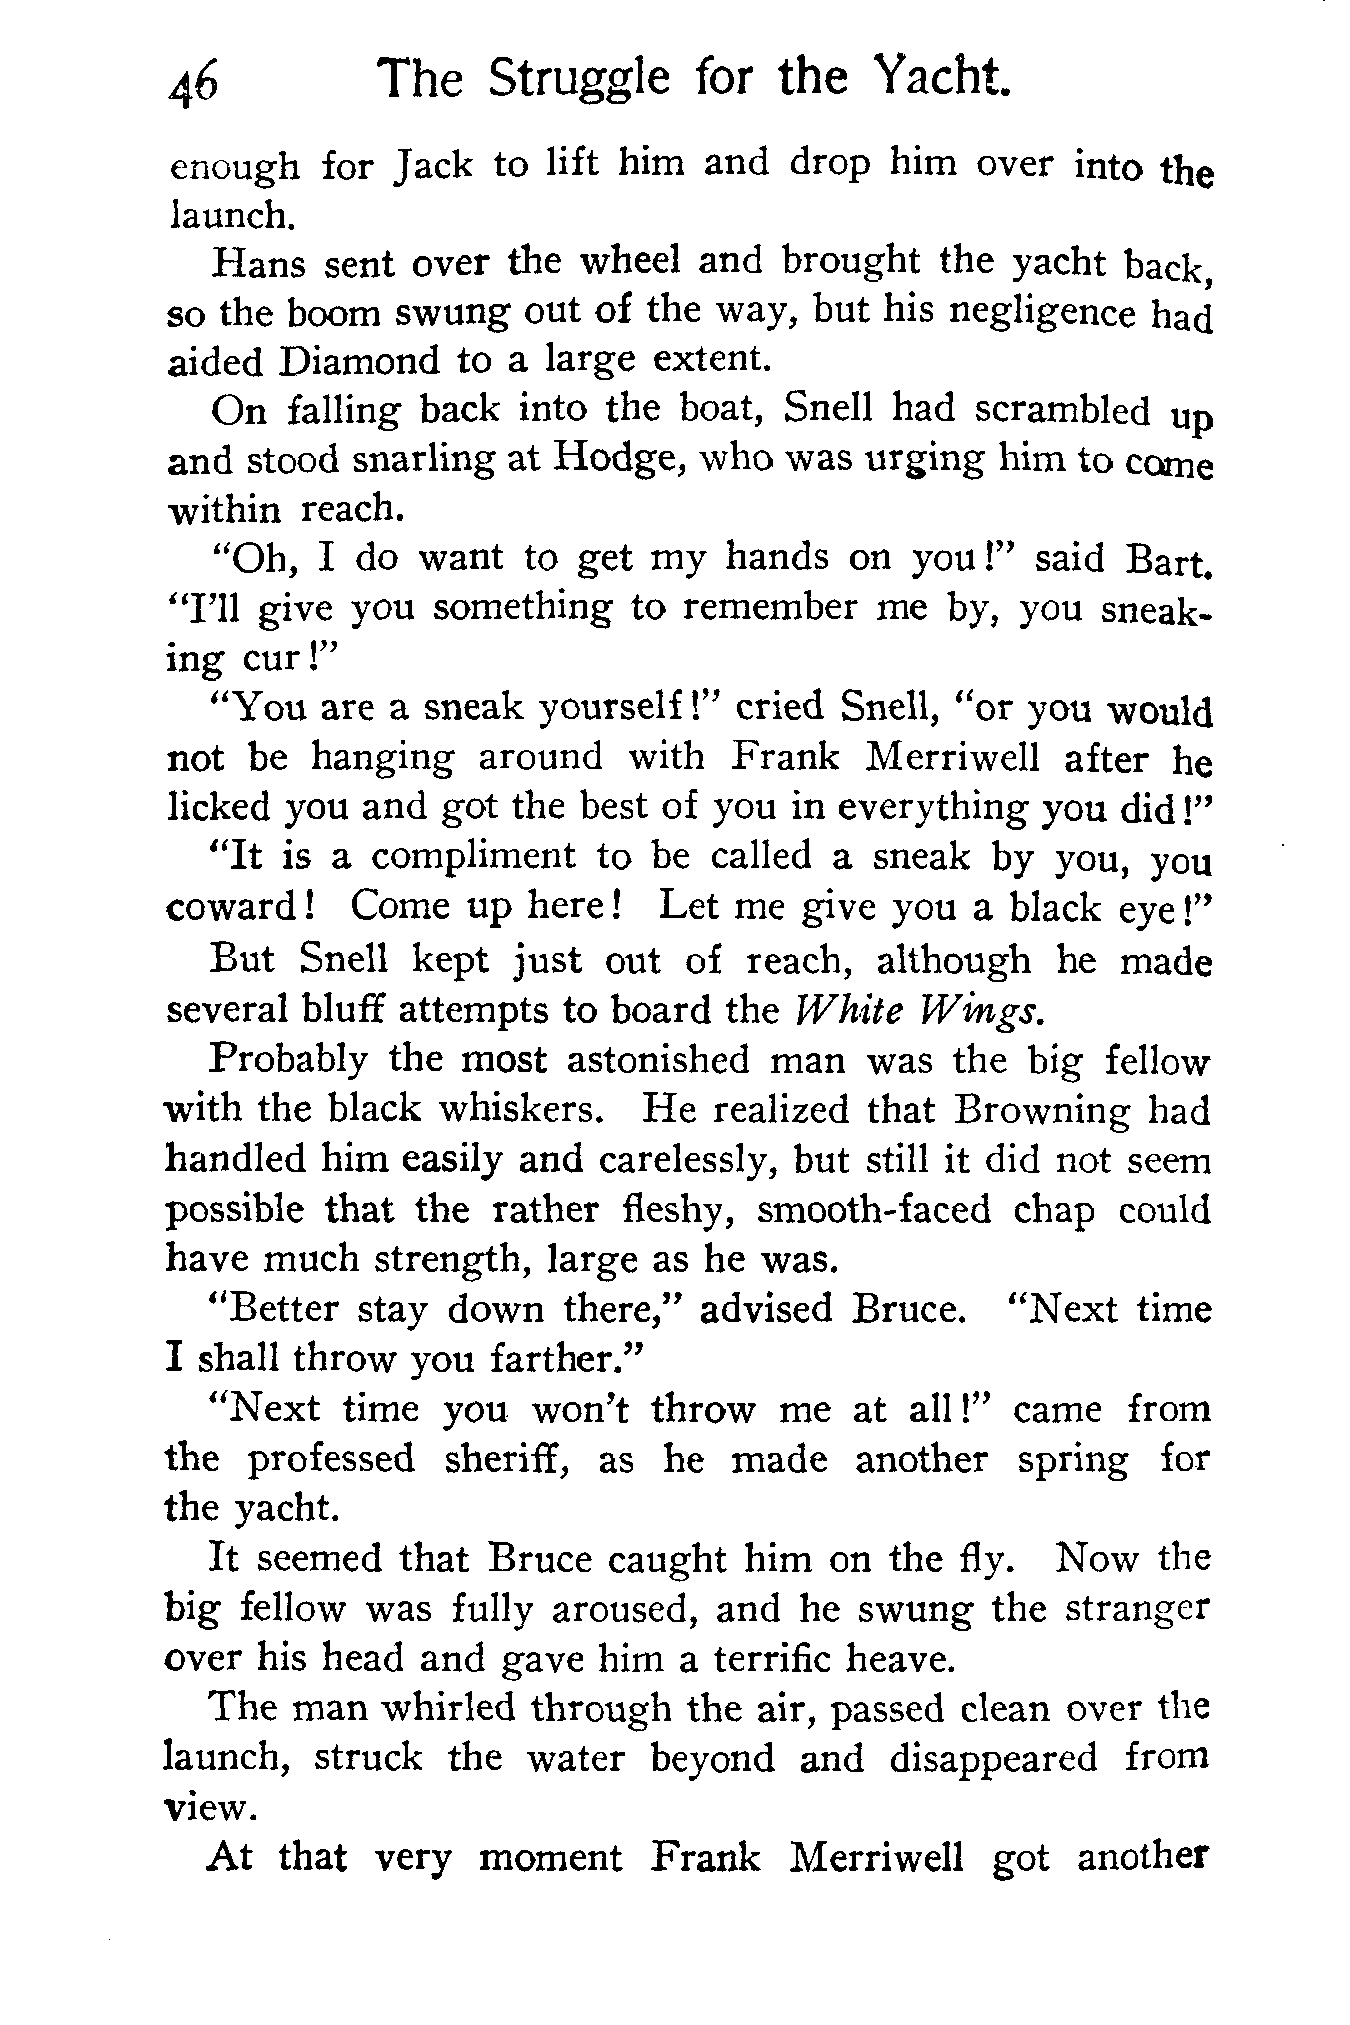 46 The Struggle for the Yacht.
enough for Jack to lift him and drop him over into the
launch.
Hans sent over the wheel and brought the yacht back,
so the boom swung out of the way, but his negligence had
aided Diamond to a large extent.
On falling back into the boat, Snell had scrambled up
and stood snarling at Hodge, who was urging him to come
within reach.
"Oh, I do want to get my hands on you!" said Bart.
"I'll give you something to remember me by, you sneak-
ing cur!"
"You are a sneak yourself!" cried Snell, "or you would
not be hanging around with Frank Merriwell after he
licked you and got the best of you in everything you did!"
"It is a compliment to be called a sneak by you, you
coward! Come up here! Let me give you a black eye!"
But Snell kept just out of reach, although he made
several bluff attempts to board the White Wings.
Probably the most astonished man was the big fellow
with the black whiskers. He realized that Browning had
handled him easily and carelessly, but still it did not seem
possible that the rather fleshy, smooth-faced chap could
have much strength, large as he was.
"Better stay down there," advised Bruce. "Next time
I shall throw you farther."
"Next time you won't throw me at all!" came from
the professed sheriff, as he made another spring for
the yacht.
It seemed that Bruce caught him on the fly. Now the
big fellow was fully aroused, and he swung the stranger
over his head and gave him a terrific heave.
The man whirled through the air, passed clean over the
launch, struck the water beyond and disappeared from
view.
At that very moment Frank Merriwell got another